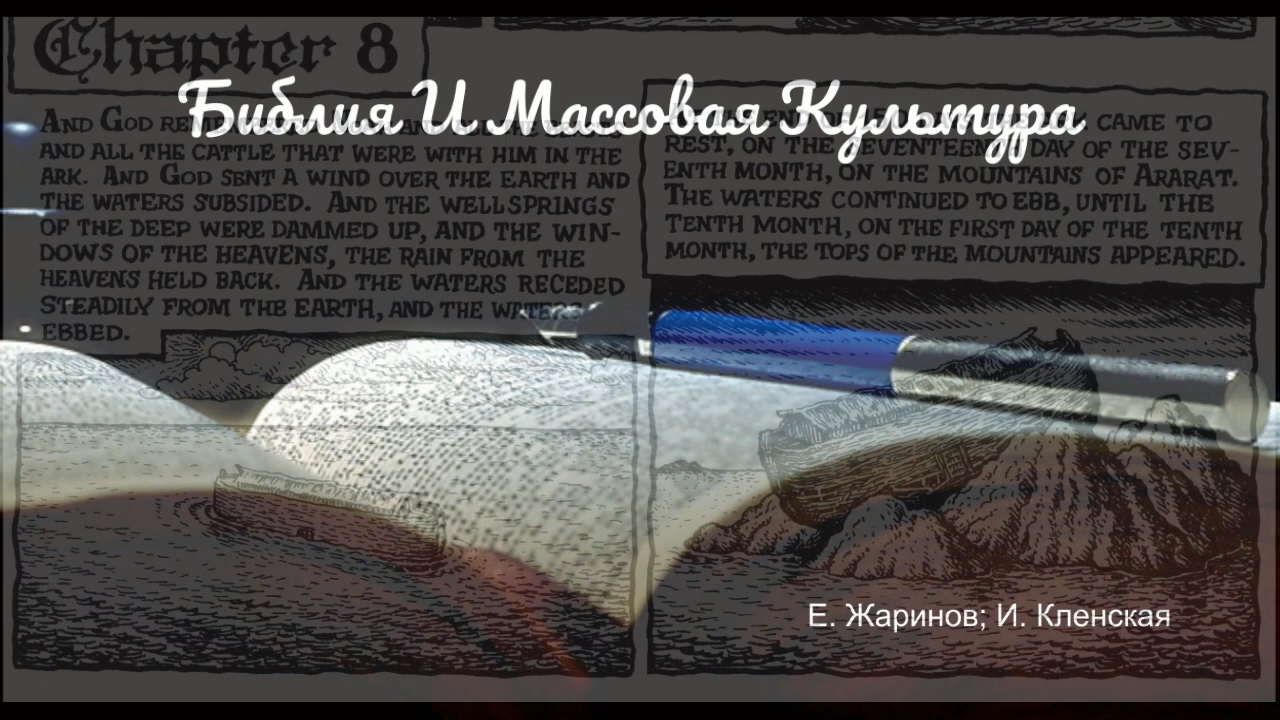 Chapter 8
Библия И Массовая Культура
AND GOD
AND ALL THE CATTLE THAT WERE WITH HIM IN THE
ARK. AND GOD SENT A WIND OVER THE EARTH AND
THE WATERS SUBSIDED. AND THE WELLSPRINGS
OF THE DEEP WERE DAMMED UP, AND THE WIN-
DOWS OF THE HEAVENS, THE RAIN FROM THE
HEAVENS HELD BACK. AND THE WATERS RECEDED
STEADILY FROM THE EARTH, AND THE WATERS
EBBED.
CAME TO
REST, ON THE SEVENTEENTH DAY OF THE SEV-
ENTH MONTH, ON THE MOUNTAINS OF ARARAT.
THE WATERS CONTINUED TO EBB, UNTIL THE
TENTH MONTH, ON THE FIRST DAY OF THE TENTH
MONTH, THE TOPS OF THE MOUNTAINS APPEARED.
Е. Жаринов; И. Кленская